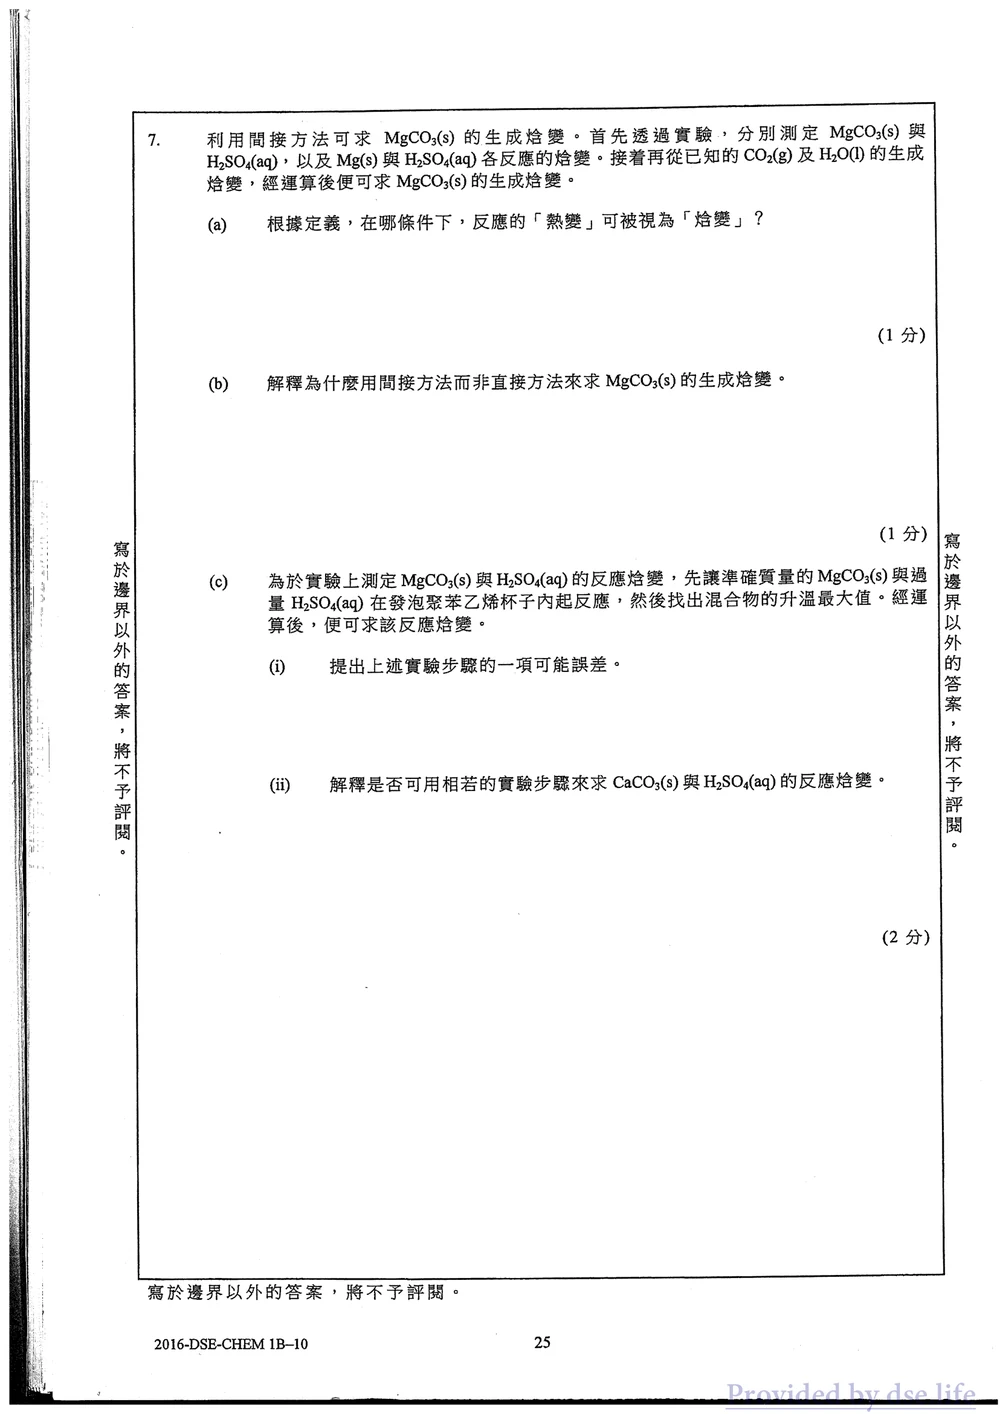 7. 利用間接方法可求 MgCO₃(s) 的生成焓變。首先透過實驗，分別測定 MgCO₃(s) 與
H₂SO₄(aq)，以及 Mg(s) 與 H₂SO₄(aq) 各反應的焓變。接着再從已知的 CO₂(g) 及 H₂O(l) 的生成
焓變，經運算後便可求 MgCO₃(s) 的生成焓變。
(a) 根據定義，在哪條件下，反應的「熱變」可被視為「焓變」？
(1 分)
(b) 解釋為什麼用間接方法而非直接方法來求 MgCO₃(s) 的生成焓變。
(1 分)
(c) 為於實驗上測定 MgCO₃(s) 與 H₂SO₄(aq) 的反應焓變，先讓準確質量的 MgCO₃(s) 與過
量 H₂SO₄(aq) 在發泡聚苯乙烯杯子內起反應，然後找出混合物的升溫最大值。經運
算後，便可求該反應焓變。
(i) 提出上述實驗步驟的一項可能誤差。
(ii) 解釋是否可用相若的實驗步驟來求 CaCO₃(s) 與 H₂SO₄(aq) 的反應焓變。
(2 分)
寫於邊界以外的答案，將不予評閱。
寫於邊界以外的答案，將不予評閱。
寫於邊界以外的答案，將不予評閱。
2016-DSE-CHEM 1B–10
25
Provided by dse.life